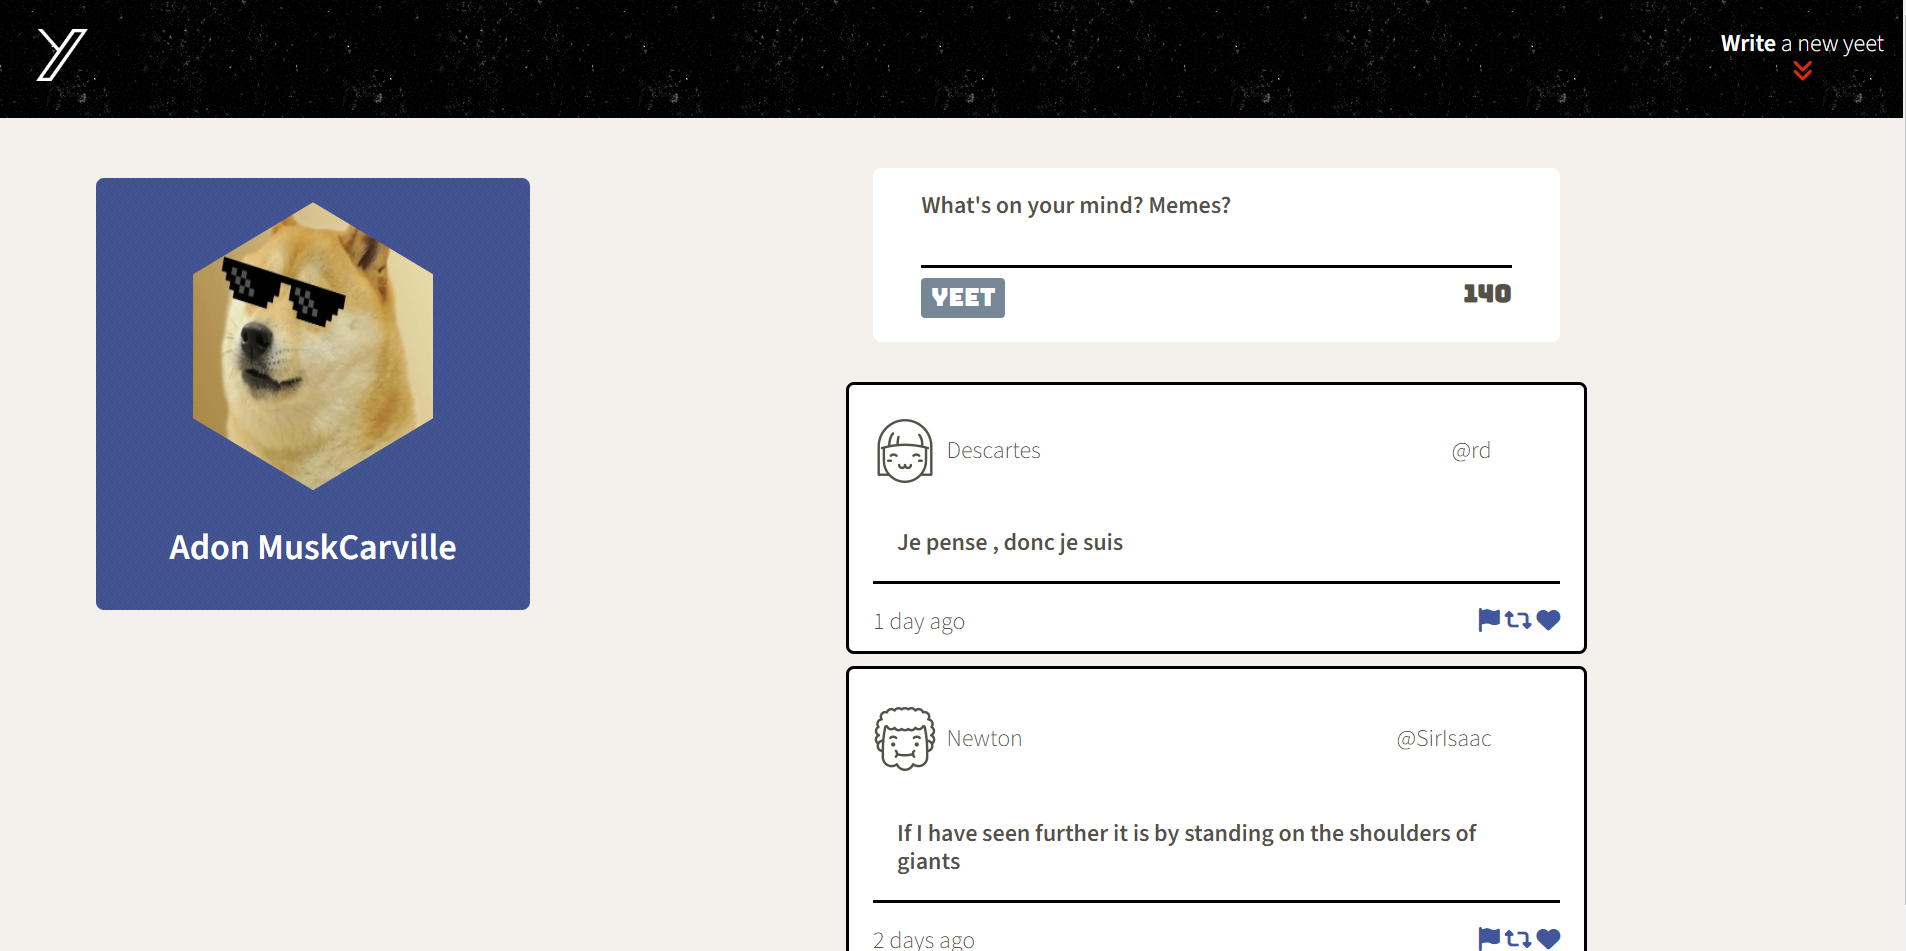 Y
Write a new yeet
Adon MuskCarville
What's on your mind? Memes?
YEET
140
Descartes
@rd
Je pense , donc je suis
1 day ago
Newton
@SirIsaac
If I have seen further it is by standing on the shoulders of
giants
2 days ago